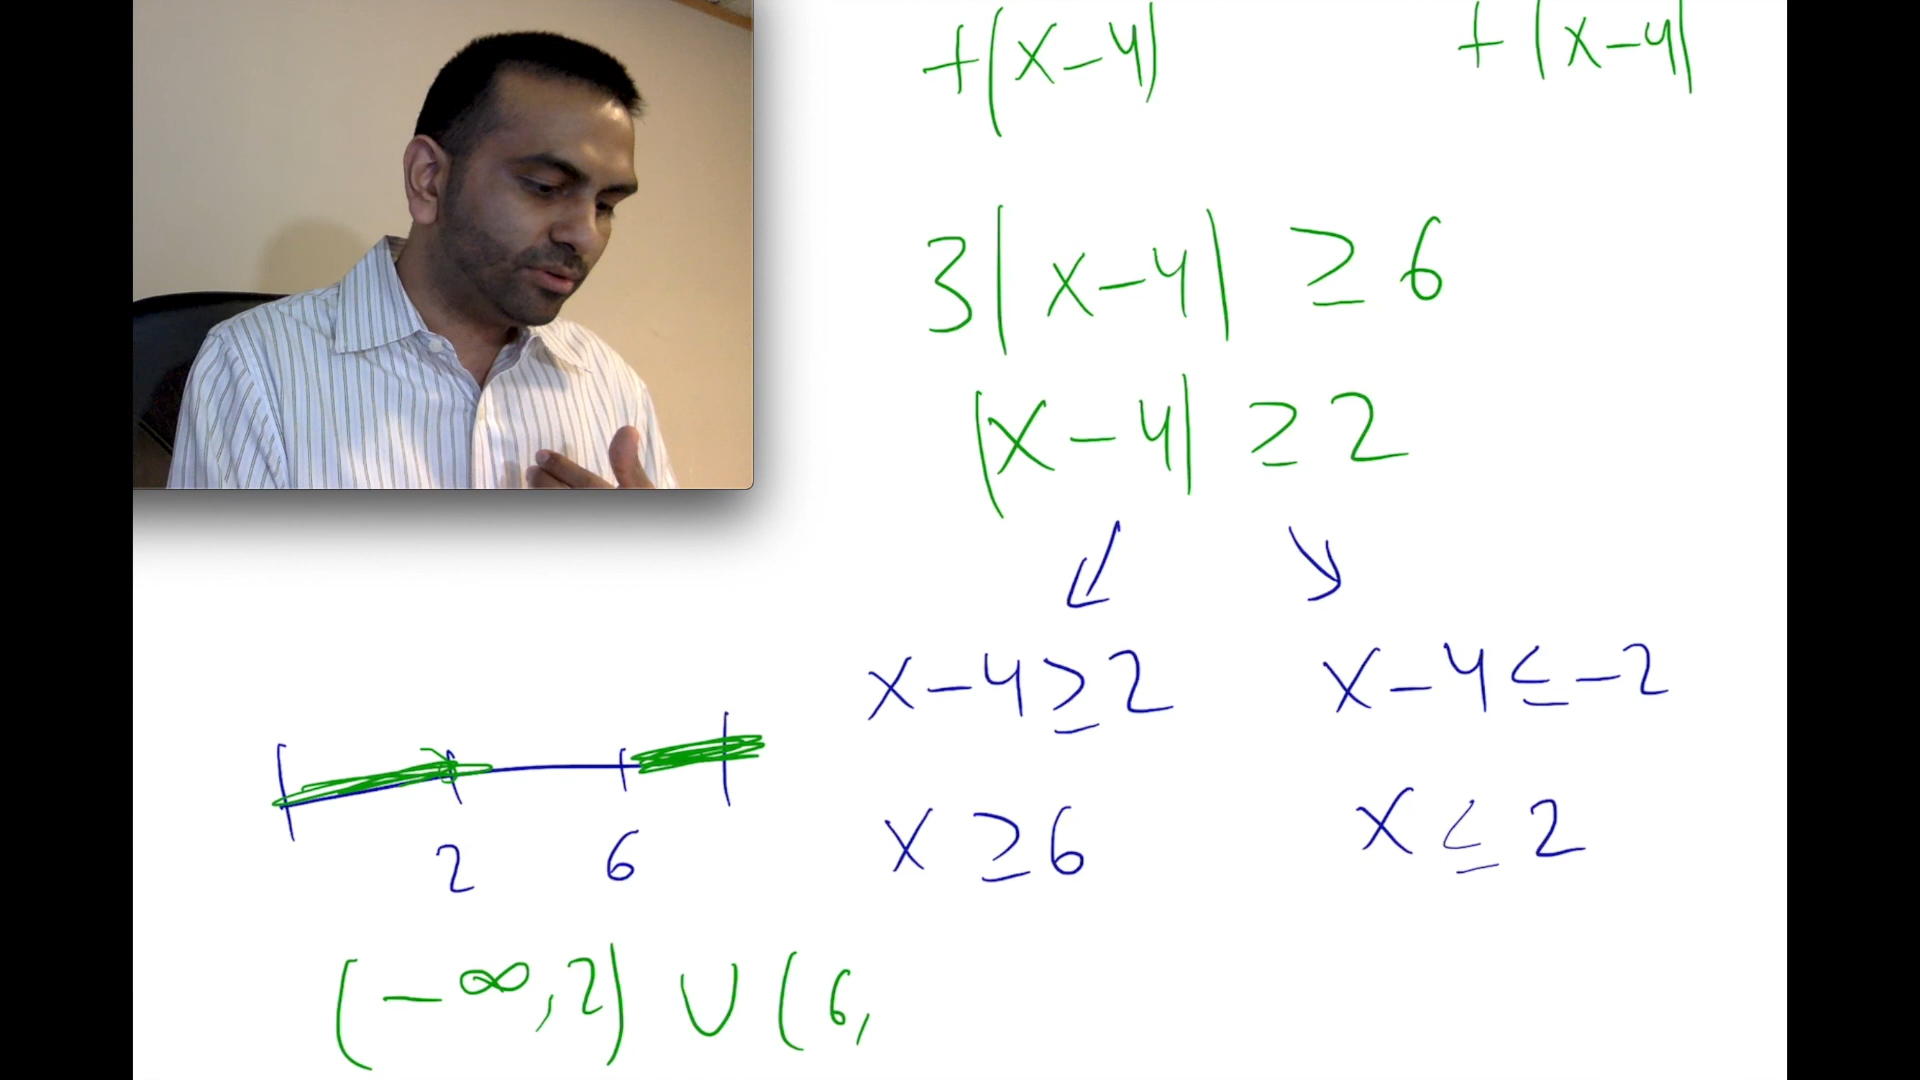 +|x-4| +|x-4|
3|x-4| ≥ 6
|x-4| ≥ 2
x-4≥2 x-4≤-2
2 6 x ≥6 x ≤ 2
(-∞,2) ∪ (6,